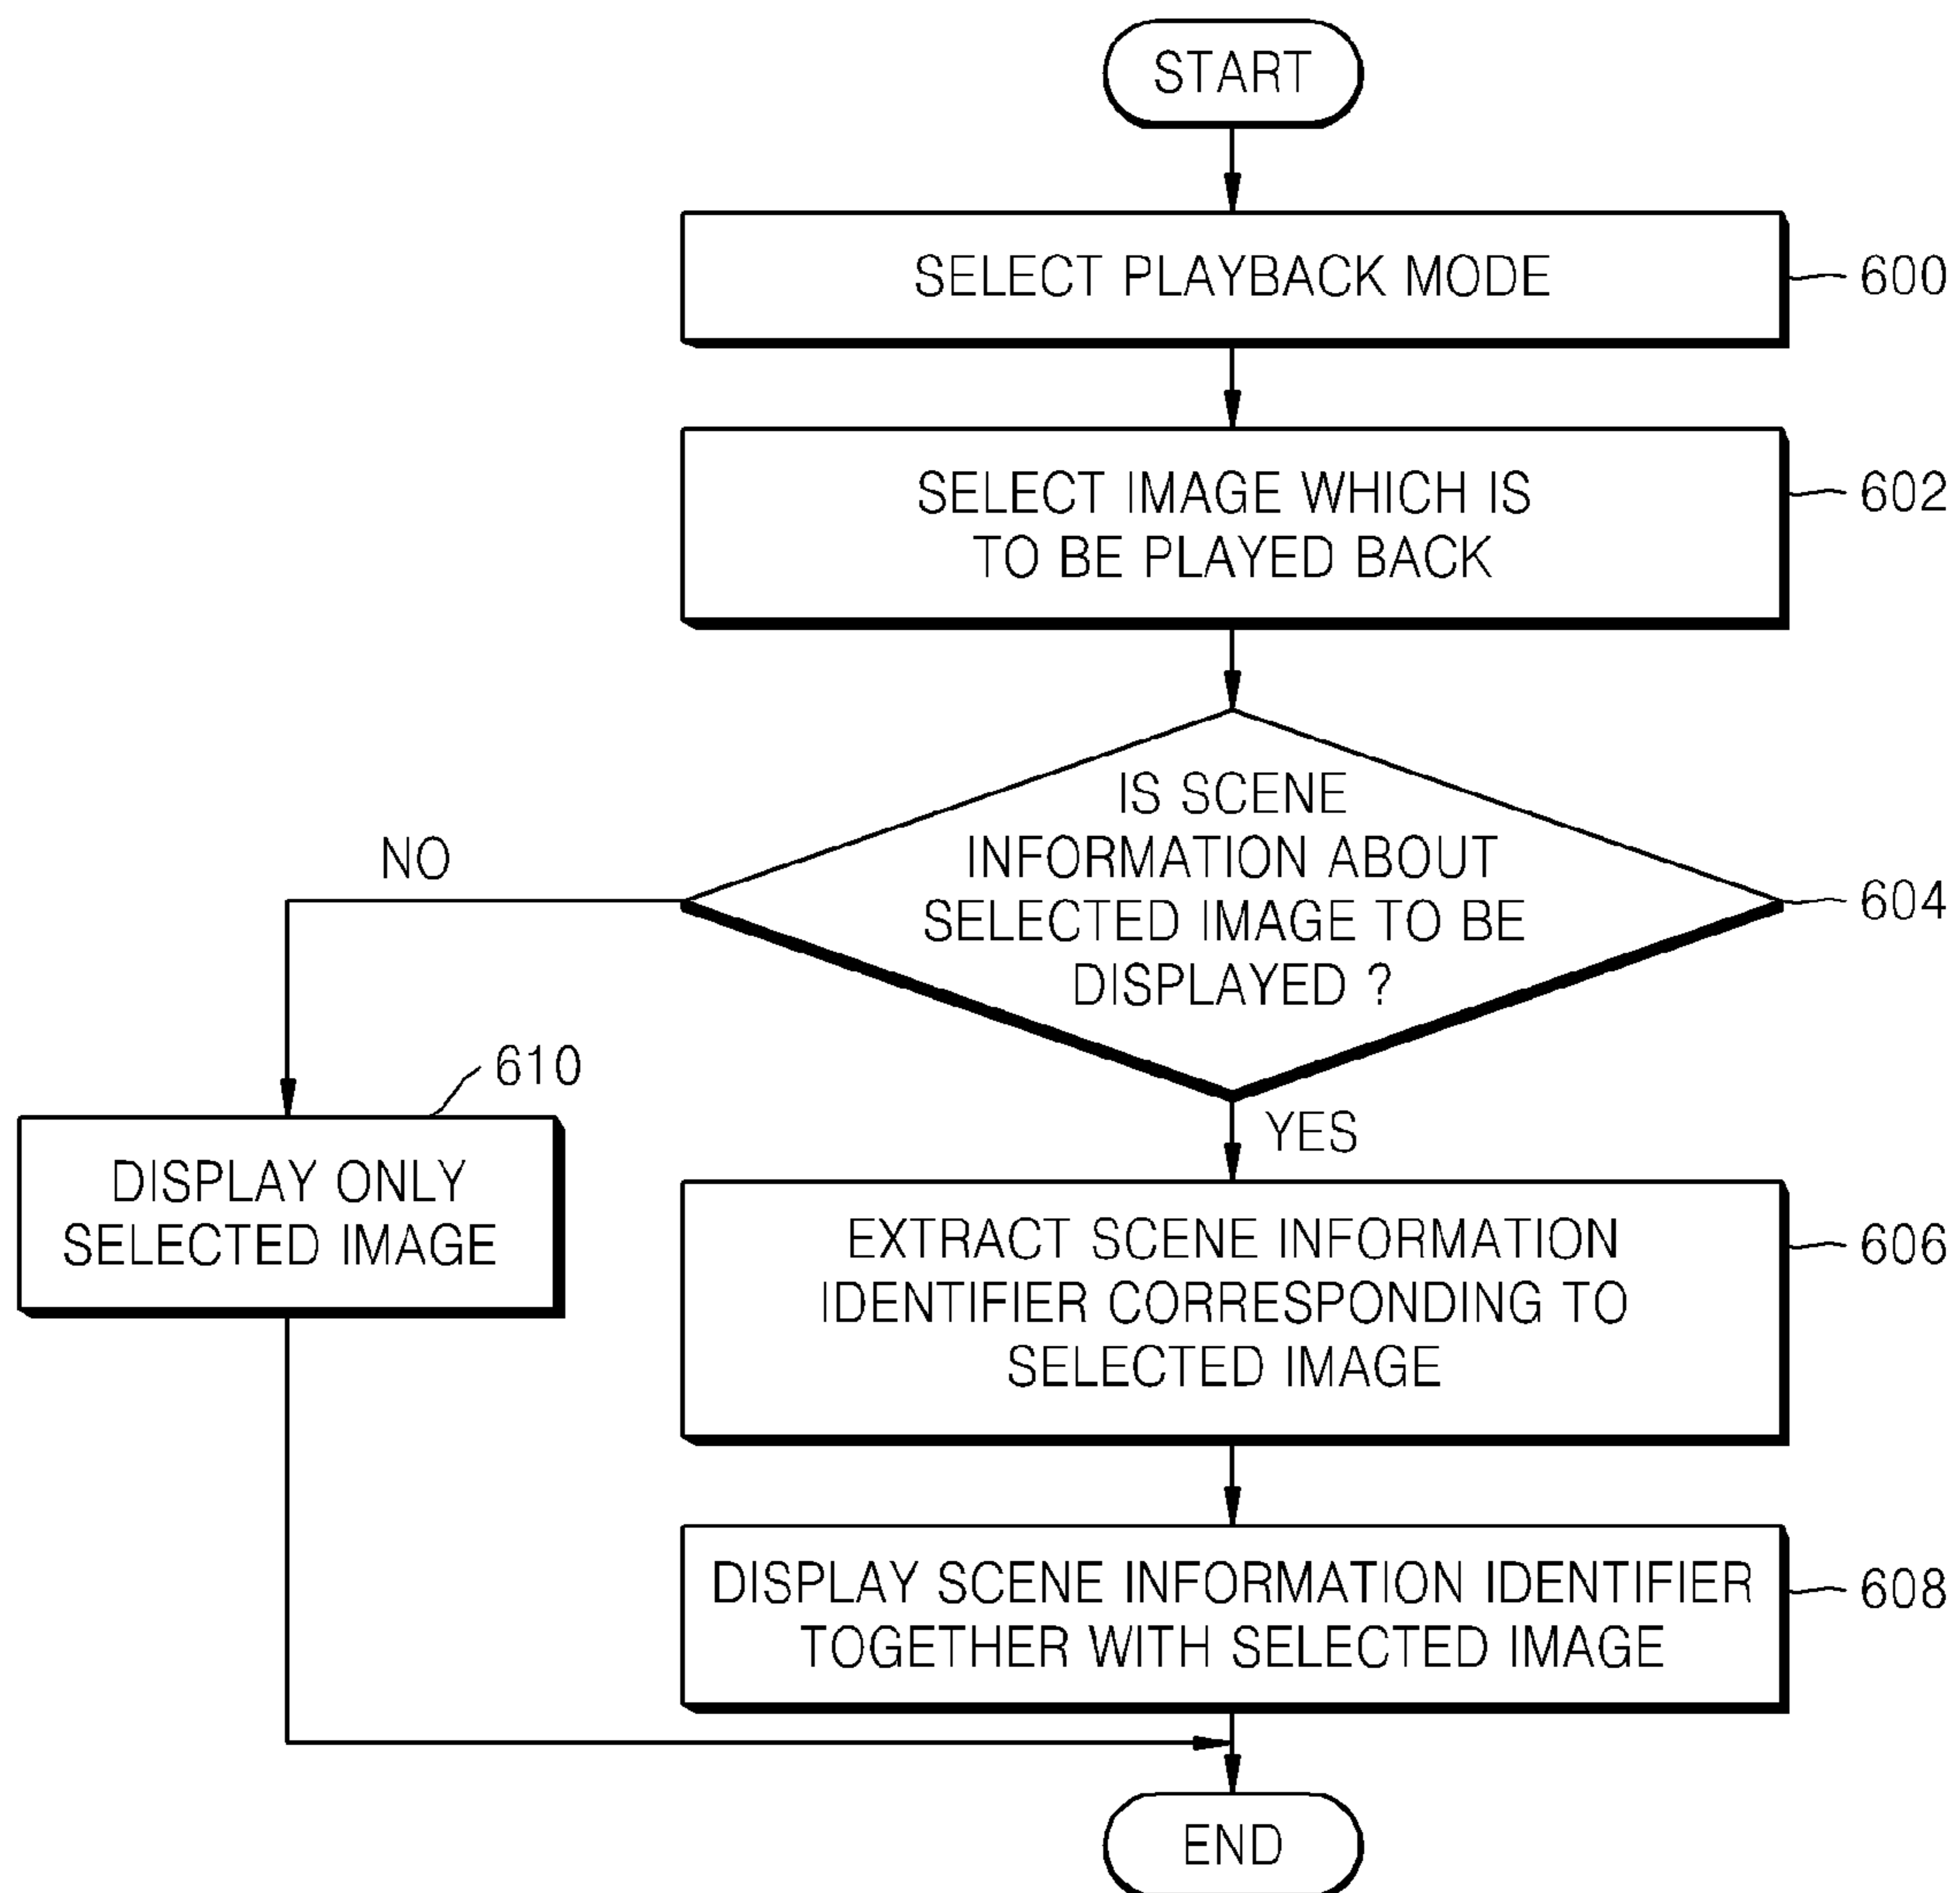 START
SELECT PLAYBACK MODE
600
SELECT IMAGE WHICH IS
TO BE PLAYED BACK
602
IS SCENE
INFORMATION ABOUT
SELECTED IMAGE TO BE
DISPLAYED ?
604
NO
YES
610
DISPLAY ONLY
SELECTED IMAGE
EXTRACT SCENE INFORMATION
IDENTIFIER CORRESPONDING TO
SELECTED IMAGE
606
DISPLAY SCENE INFORMATION IDENTIFIER
TOGETHER WITH SELECTED IMAGE
608
END